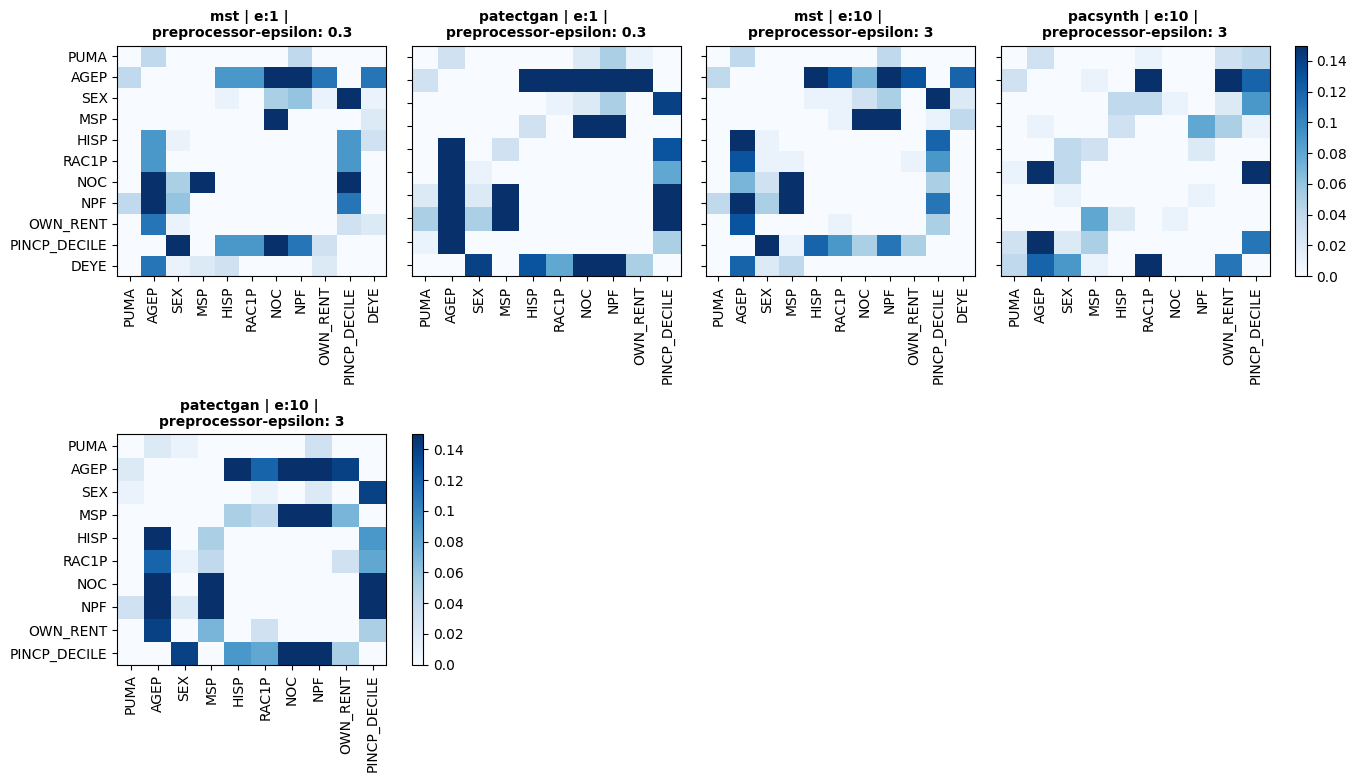 mst | e:1 |
preprocessor-epsilon: 0.3
patectgan | e:1 |
preprocessor-epsilon: 0.3
mst | e:10 |
preprocessor-epsilon: 3
pacsynth | e:10 |
preprocessor-epsilon: 3
PUMA
AGEP
SEX
MSP
HISP
RAC1P
NOC
NPF
OWN_RENT
PINCP_DECILE
DEYE
PUMA
AGEP
SEX
MSP
HISP
RAC1P
NOC
NPF
OWN_RENT
PINCP_DECILE
DEYE
PUMA
AGEP
SEX
MSP
HISP
RAC1P
NOC
NPF
OWN_RENT
PINCP_DECILE
PUMA
AGEP
SEX
MSP
HISP
RAC1P
NOC
NPF
OWN_RENT
PINCP_DECILE
DEYE
PUMA
AGEP
SEX
MSP
HISP
RAC1P
NOC
NPF
OWN_RENT
PINCP_DECILE
0.14
0.12
0.1
0.08
0.06
0.04
0.02
0
patectgan | e:10 |
preprocessor-epsilon: 3
PUMA
AGEP
SEX
MSP
HISP
RAC1P
NOC
NPF
OWN_RENT
PINCP_DECILE
PUMA
AGEP
SEX
MSP
HISP
RAC1P
NOC
NPF
OWN_RENT
PINCP_DECILE
0.14
0.12
0.10
0.08
0.06
0.04
0.02
0.0